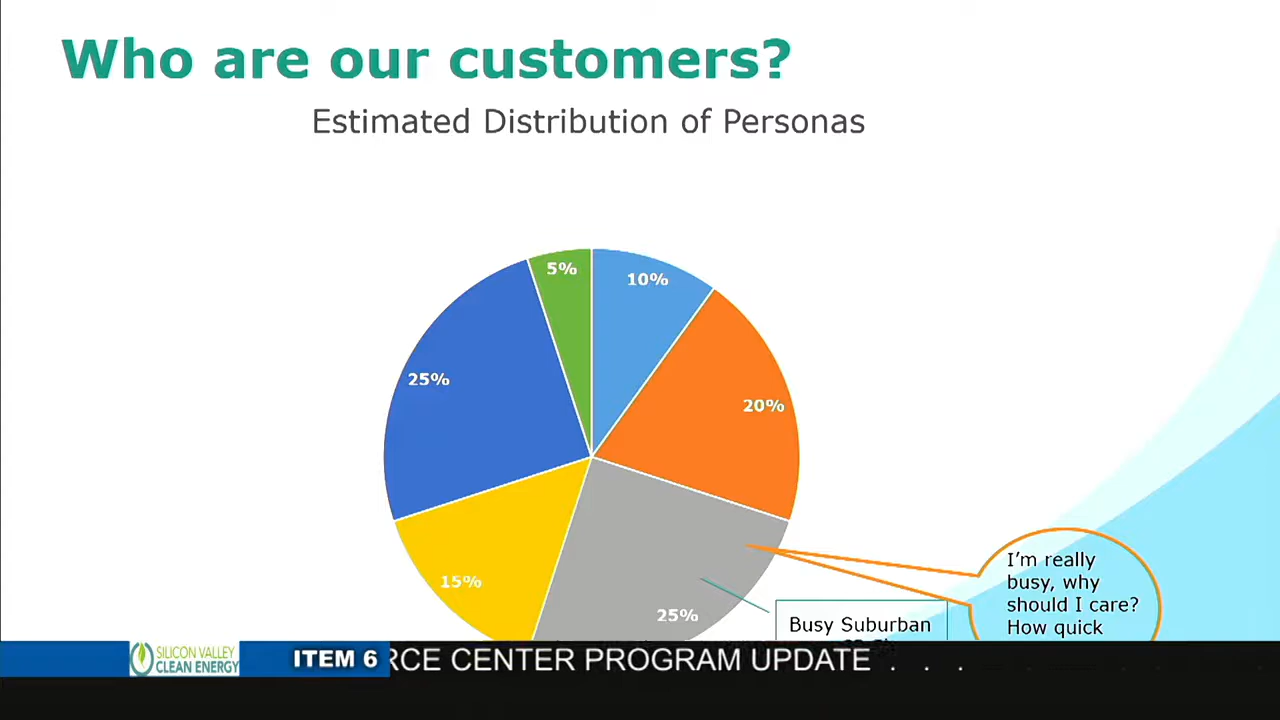 Who are our customers?
Estimated Distribution of Personas
5%
10%
25%
20%
15%
25%
I'm really
busy, why
should I care?
How quick
Busy Suburban
SILICON VALLEY
CLEAN ENERGY
ITEM 6
RCE CENTER PROGRAM UPDATE . . .